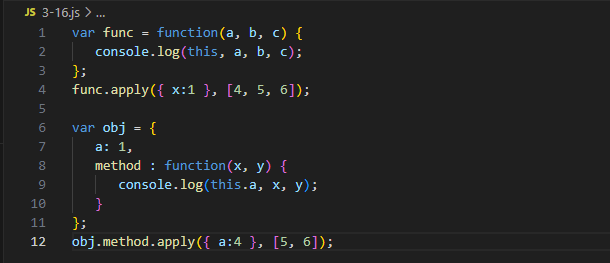 JS 3-16.js > ...
1 var func = function(a, b, c) {
2    console.log(this, a, b, c);
3 };
4 func.apply({ x:1 }, [4, 5, 6]);
5
6 var obj = {
7    a: 1,
8    method : function(x, y) {
9       console.log(this.a, x, y);
10    }
11 };
12 obj.method.apply({ a:4 }, [5, 6]);